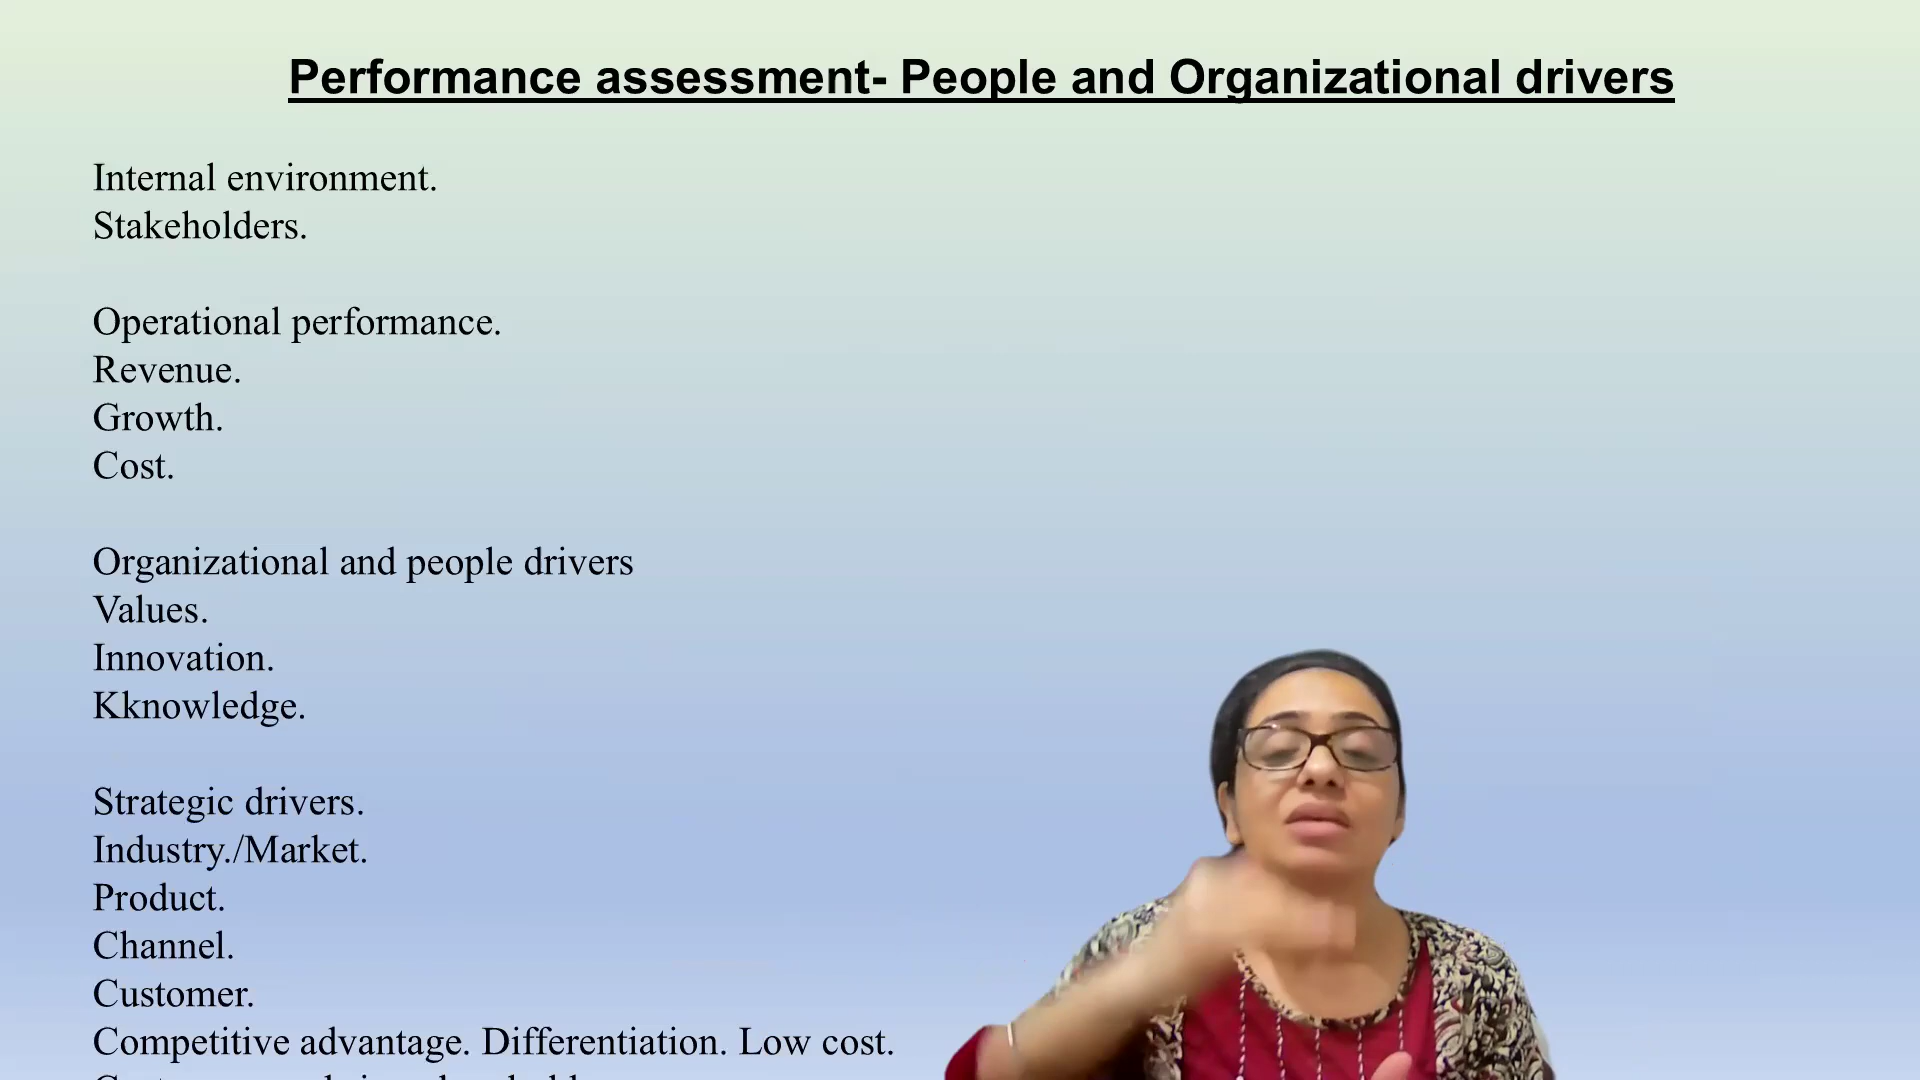 Performance assessment- People and Organizational drivers
Internal environment.
Stakeholders.
Operational performance.
Revenue.
Growth.
Cost.
Organizational and people drivers
Values.
Innovation.
Kknowledge.
Strategic drivers.
Industry./Market.
Product.
Channel.
Customer.
Competitive advantage. Differentiation. Low cost.